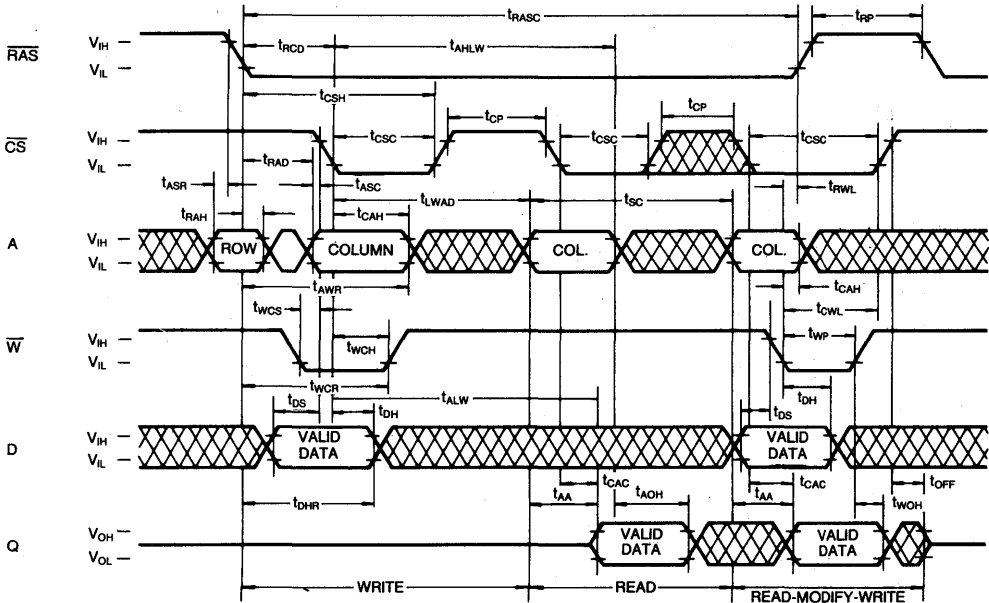 tRASC
tRP
RAS
VIH
VIL
tRCD
tAHLW
tCSH
tCP
tCP
CS
VIH
VIL
tCSC
tCSC
tCSC
tRAD
tASR
tASC
tRWL
tRAH
tLWAD
tSC
tCAH
A
VIH
VIL
ROW
COLUMN
COL.
COL.
tAWR
tCAH
tWCS
tCWL
W
VIH
VIL
tWCH
tWP
tWCR
tALW
tDS
tDH
tDS
tDH
D
VIH
VIL
VALID
DATA
VALID
DATA
tDHR
tAA
tCAC
tAOH
tAA
tCAC
tWOH
tOFF
Q
VOH
VOL
VALID
DATA
VALID
DATA
WRITE
READ
READ-MODIFY-WRITE